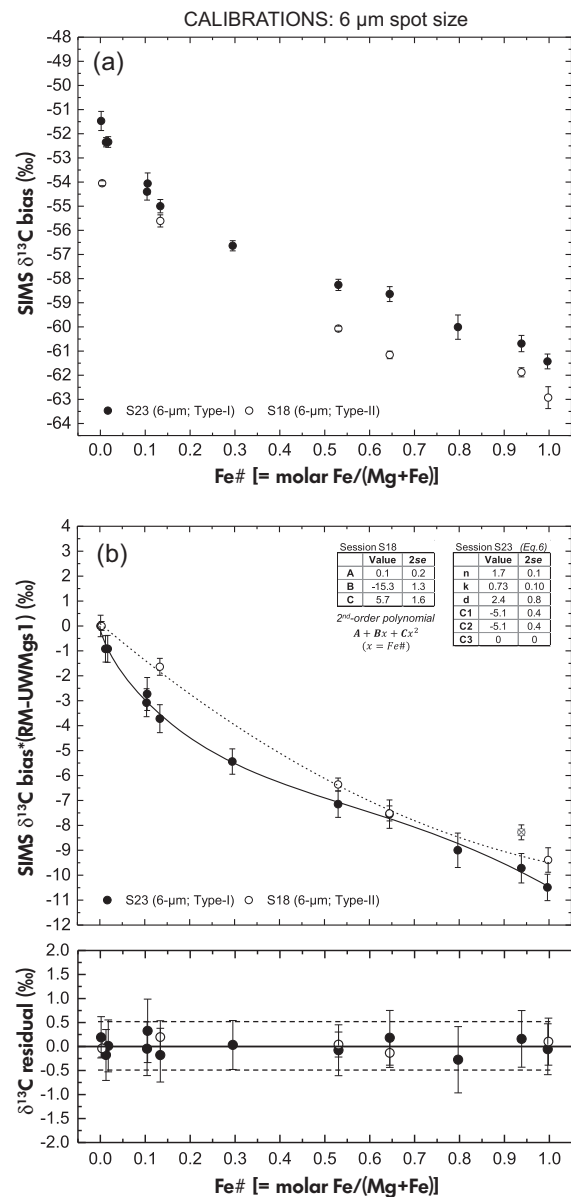 CALIBRATIONS: 6 µm spot size
-48
-49
-50
-51
-52
-53
-54
-55
-56
-57
-58
-59
-60
-61
-62
-63
-64
(a)
SIMS δ¹³C bias (‰)
S23 (6-µm; Type-I) S18 (6-µm; Type-II)
0.0 0.1 0.2 0.3 0.4 0.5 0.6 0.7 0.8 0.9 1.0
Fe# [= molar Fe/(Mg+Fe)]
4
3
2
1
0
-1
-2
-3
-4
-5
-6
-7
-8
-9
-10
-11
-12
(b)
SIMS δ¹³C bias*(RM-UWMgs1) (‰)
Session S18
Value 2se
A 0.1 0.2
B -15.3 1.3
C 5.7 1.6
2nd-order polynomial
A + Bx + Cx²
(x = Fe#)
Session S23 (Eq.6)
Value 2se
n 1.7 0.1
k 0.73 0.10
d 2.4 0.8
C1 -5.1 0.4
C2 -5.1 0.4
C3 0 0
S23 (6-µm; Type-I) S18 (6-µm; Type-II)
2.0
1.5
1.0
0.5
0.0
-0.5
-1.0
-1.5
-2.0
δ¹³C residual (‰)
0.0 0.1 0.2 0.3 0.4 0.5 0.6 0.7 0.8 0.9 1.0
Fe# [= molar Fe/(Mg+Fe)]